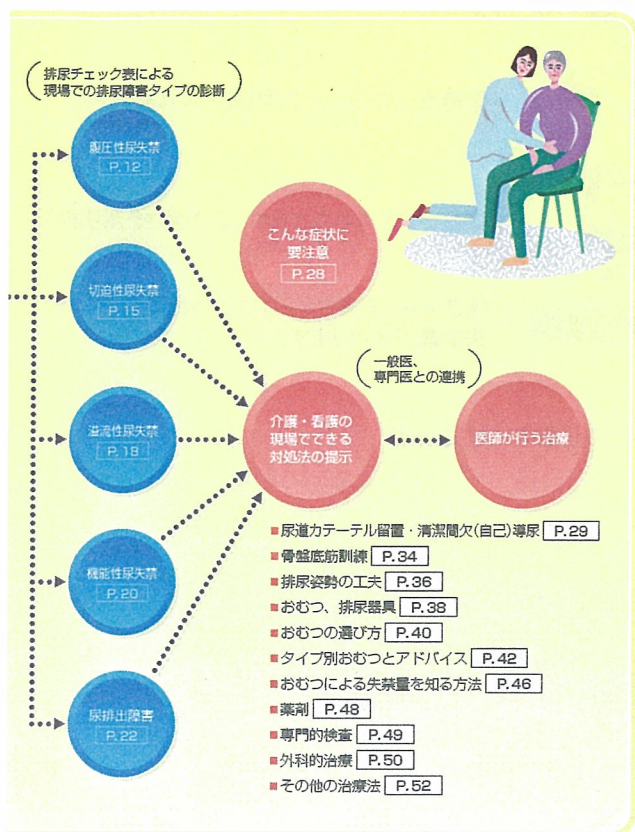 排尿チェック表による
現場での排尿障害タイプの診断
腹圧性尿失禁
P.12
切迫性尿失禁
P.15
溢流性尿失禁
P.18
機能性尿失禁
P.20
尿排出障害
P.22
こんな症状に
要注意
P.28
一般医、
専門医との連携
介護・看護の
現場でできる
対処法の提示
医師が行う治療
■尿道カテーテル留置・清潔間欠(自己)導尿 P.29
■骨盤底筋訓練 P.34
■排尿姿勢の工夫 P.36
■おむつ、排尿器具 P.38
■おむつの選び方 P.40
■タイプ別おむつとアドバイス P.42
■おむつによる失禁量を知る方法 P.46
■薬剤 P.48
■専門的検査 P.49
■外科的治療 P.50
■その他の治療法 P.52